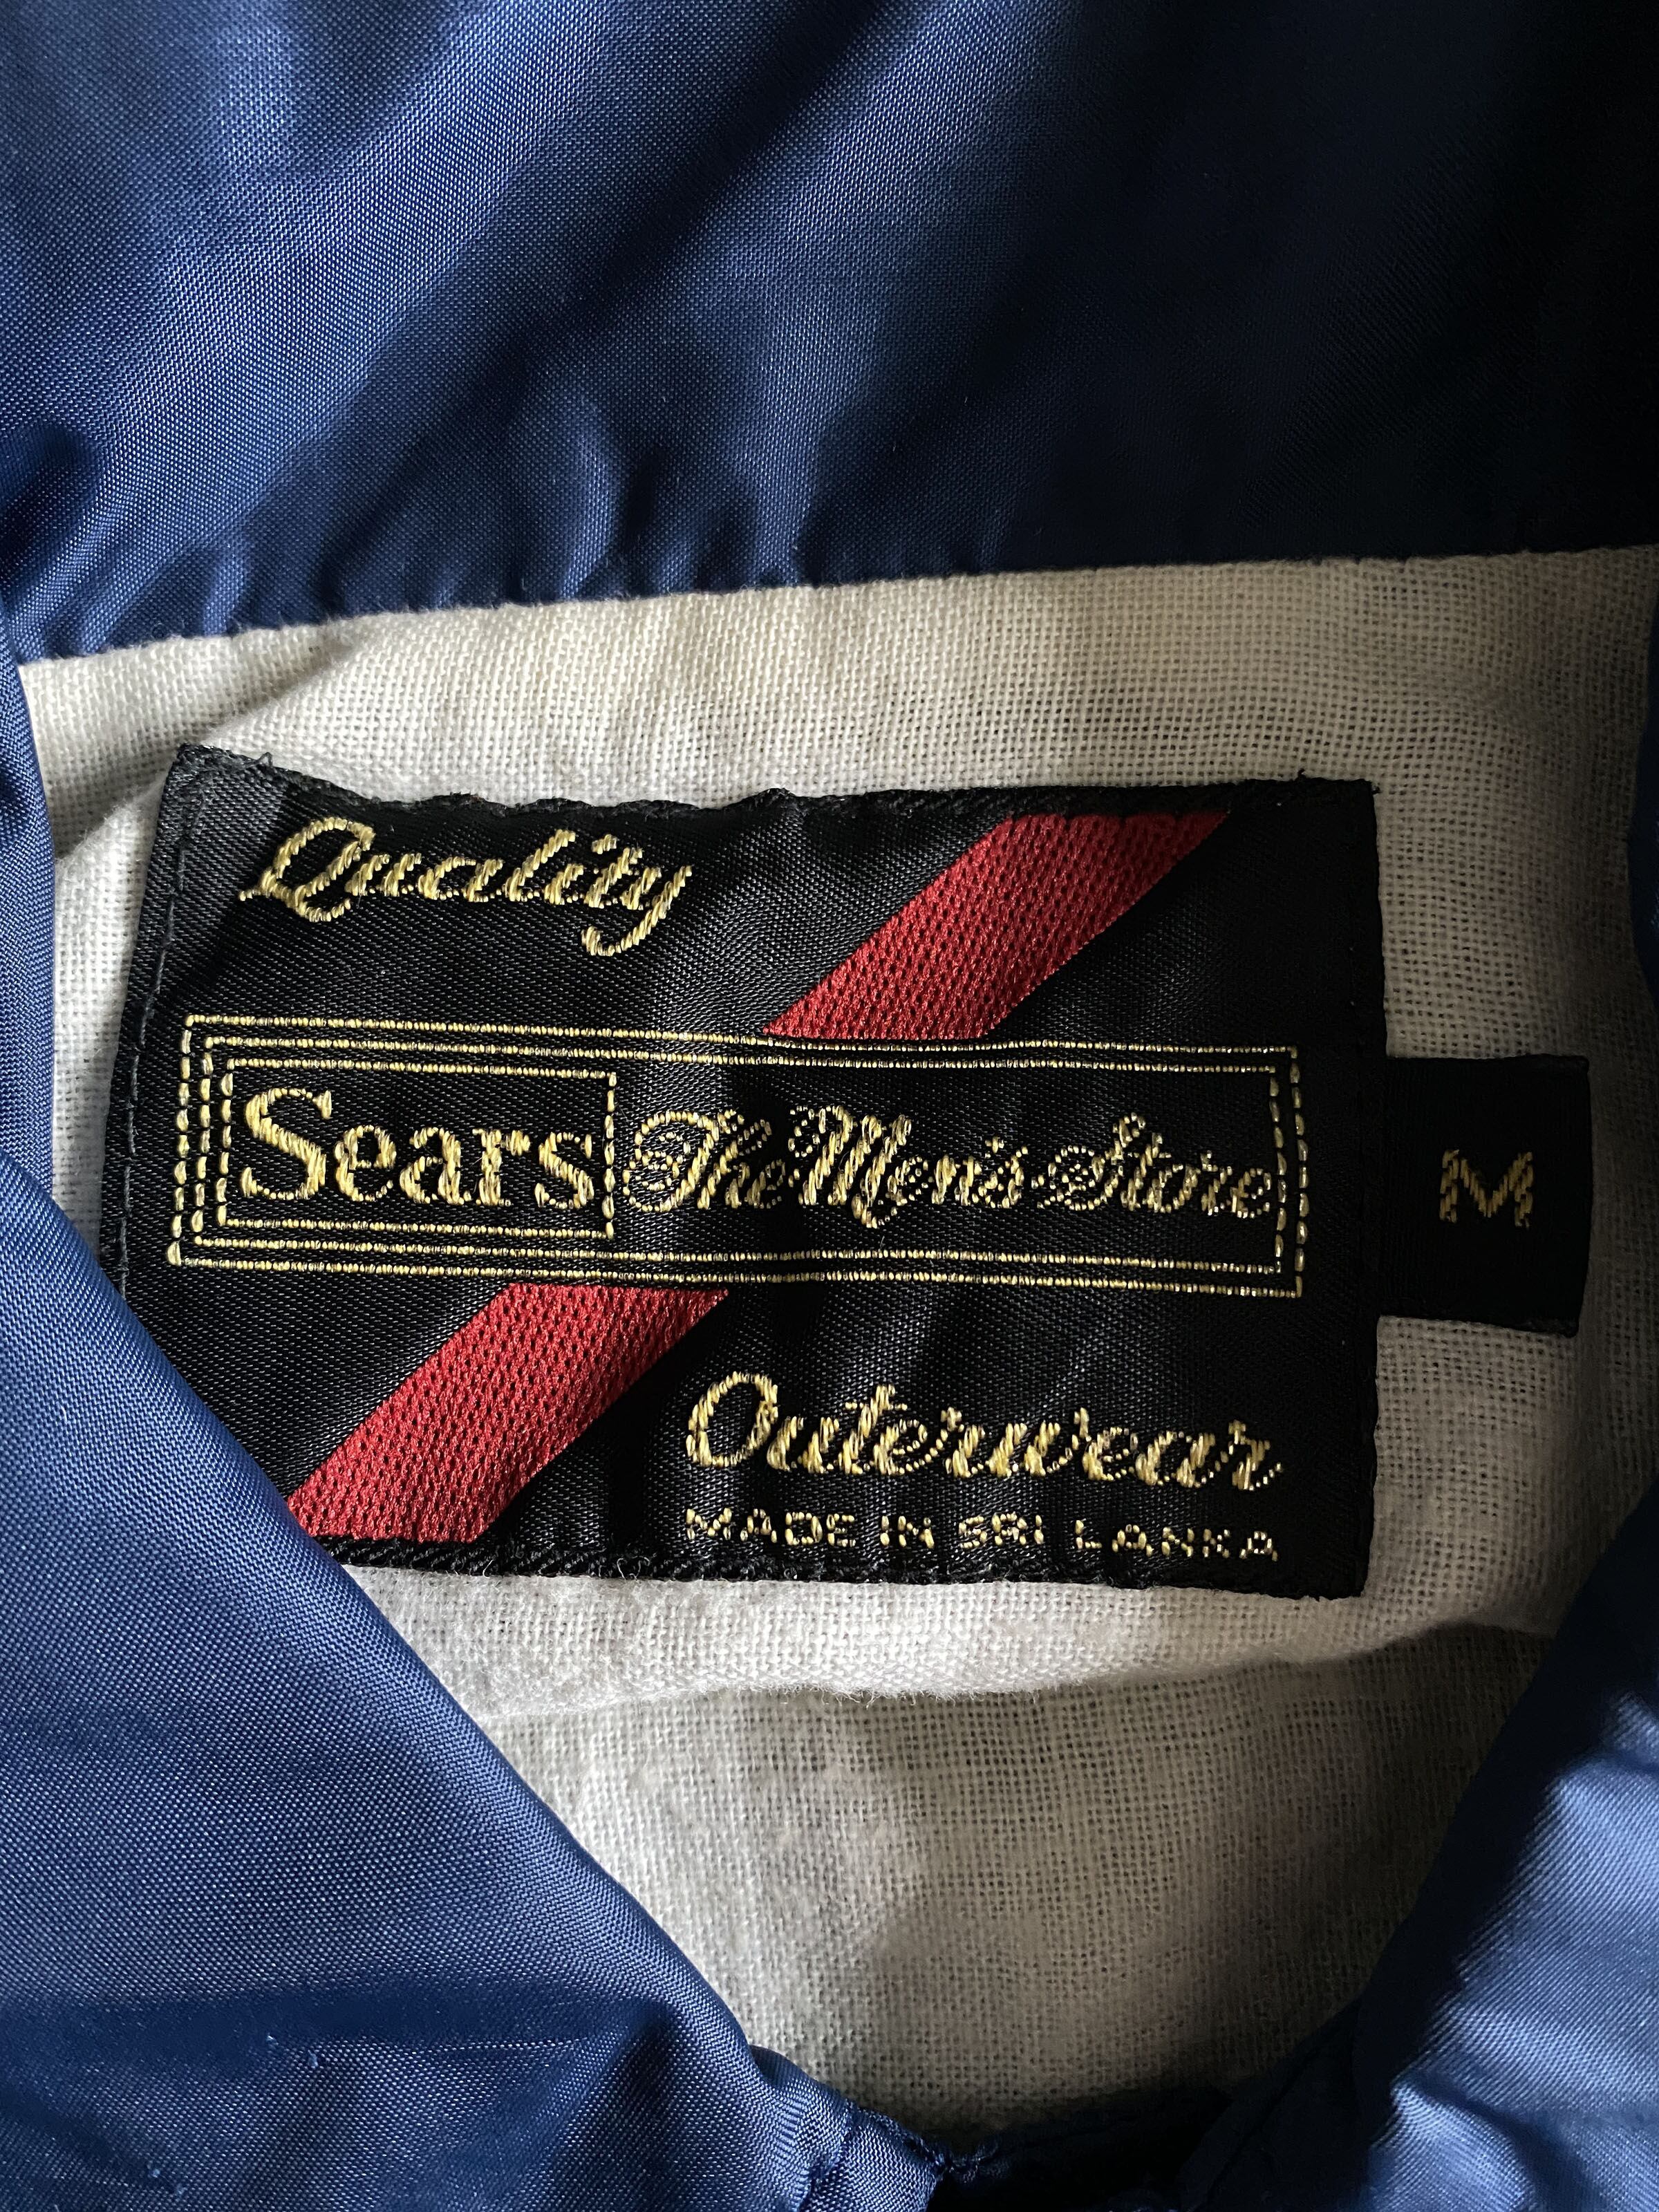 Quality
Sears The Men's Store
M
Outerwear
MADE IN SRI LANKA